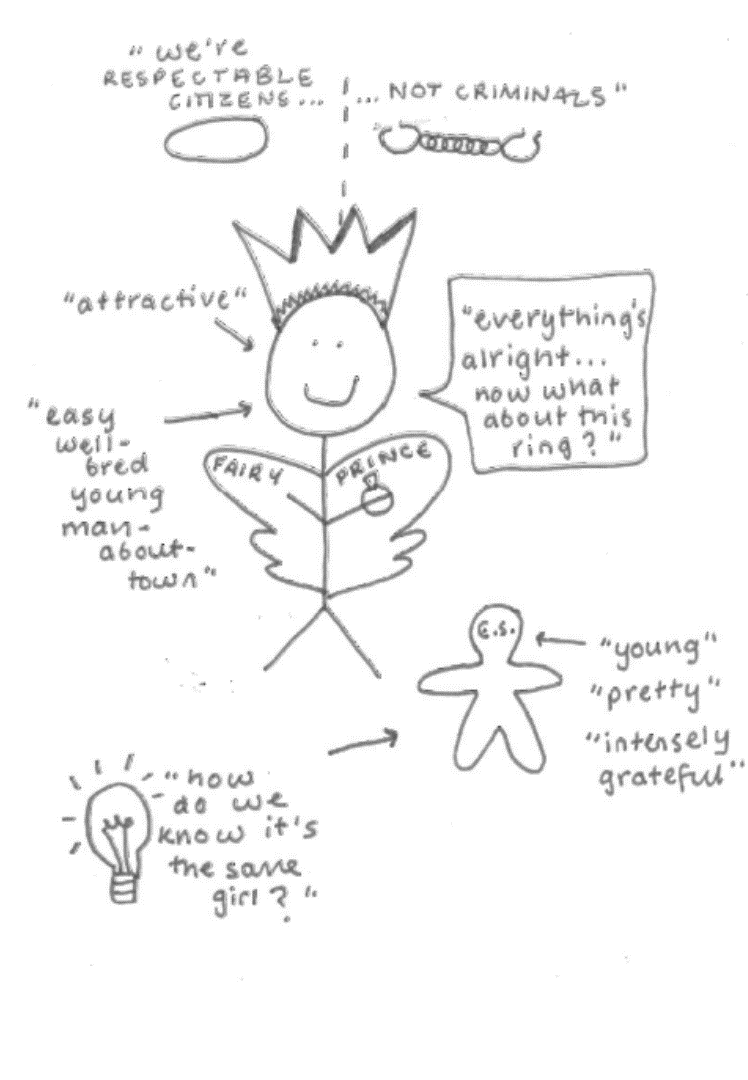 "we're
RESPECTABLE
CITIZENS...
... NOT CRIMINALS"
"attractive"
"everything's
alright...
now what
about this
ring?"
"easy
well-
bred
young
man-
about-
town"
FAIRY
PRINCE
E.S.
"young"
"pretty"
"intensely
grateful"
"how
do we
know it's
the same
girl?"